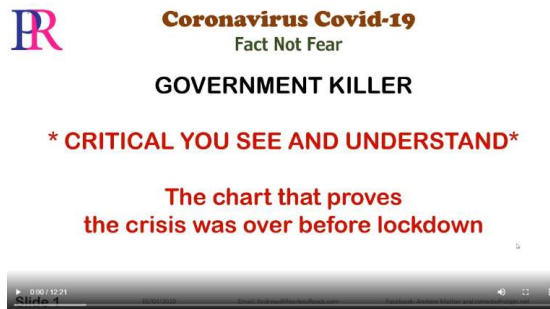 PR
Coronavirus Covid-19
Fact Not Fear
GOVERNMENT KILLER
* CRITICAL YOU SEE AND UNDERSTAND*
The chart that proves
the crisis was over before lockdown
0:00 / 12:21
Slide 1